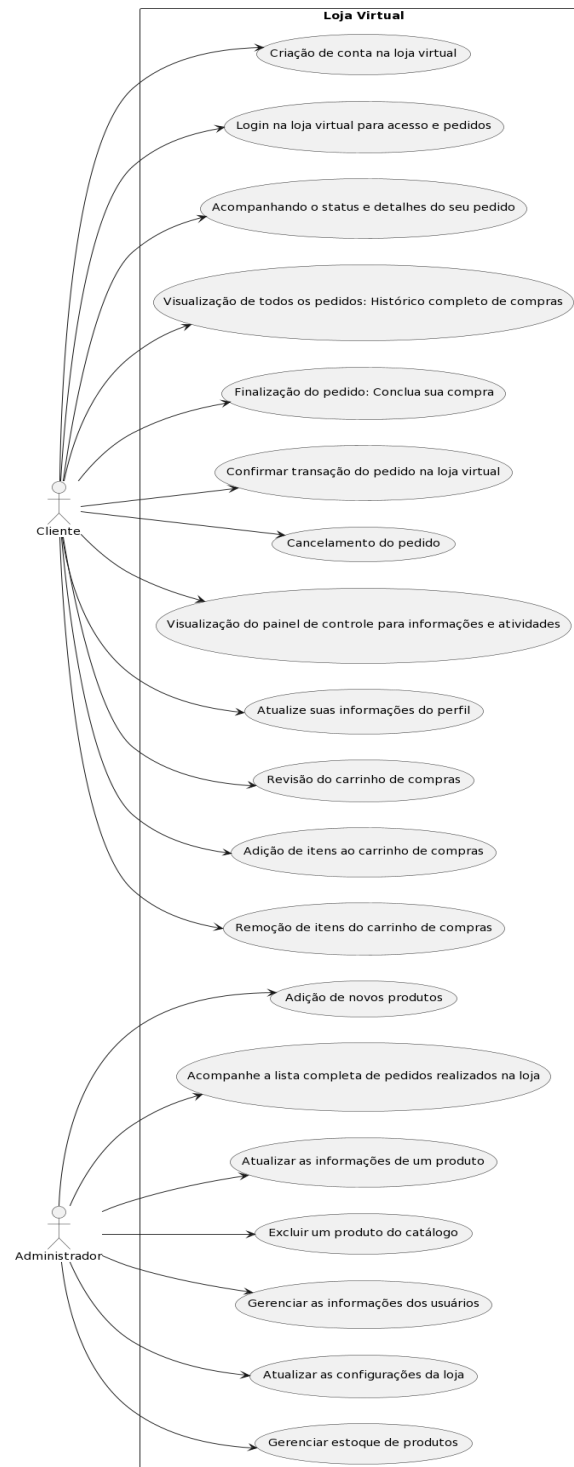 Loja Virtual
Criação de conta na loja virtual
Login na loja virtual para acesso e pedidos
Acompanhando o status e detalhes do seu pedido
Visualização de todos os pedidos: Histórico completo de compras
Finalização do pedido: Conclua sua compra
Confirmar transação do pedido na loja virtual
Cliente
Cancelamento do pedido
Visualização do painel de controle para informações e atividades
Atualize suas informações do perfil
Revisão do carrinho de compras
Adição de itens ao carrinho de compras
Remoção de itens do carrinho de compras
Adição de novos produtos
Acompanhe a lista completa de pedidos realizados na loja
Atualizar as informações de um produto
Excluir um produto do catálogo
Administrador
Gerenciar as informações dos usuários
Atualizar as configurações da loja
Gerenciar estoque de produtos